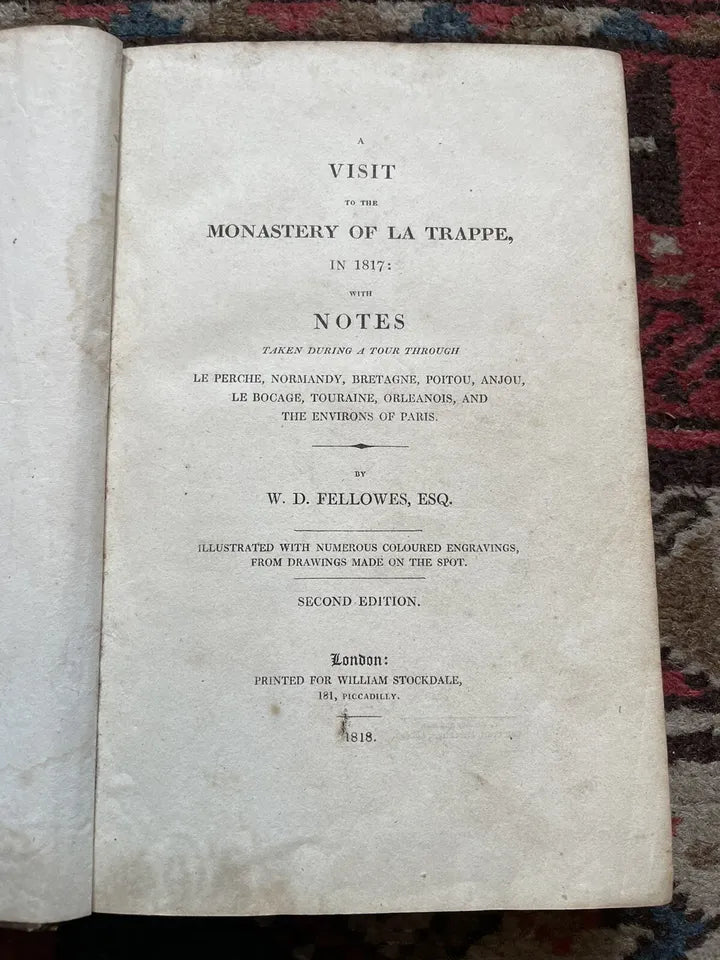 A
VISIT
TO THE
MONASTERY OF LA TRAPPE,
IN 1817:
WITH
NOTES
TAKEN DURING A TOUR THROUGH
LE PERCHE, NORMANDY, BRETAGNE, POITOU, ANJOU,
LE BOCAGE, TOURAINE, ORLEANOIS, AND
THE ENVIRONS OF PARIS.
BY
W. D. FELLOWES, ESQ.
ILLUSTRATED WITH NUMEROUS COLOURED ENGRAVINGS,
FROM DRAWINGS MADE ON THE SPOT.
SECOND EDITION.
London:
PRINTED FOR WILLIAM STOCKDALE,
181, PICCADILLY.
1818.